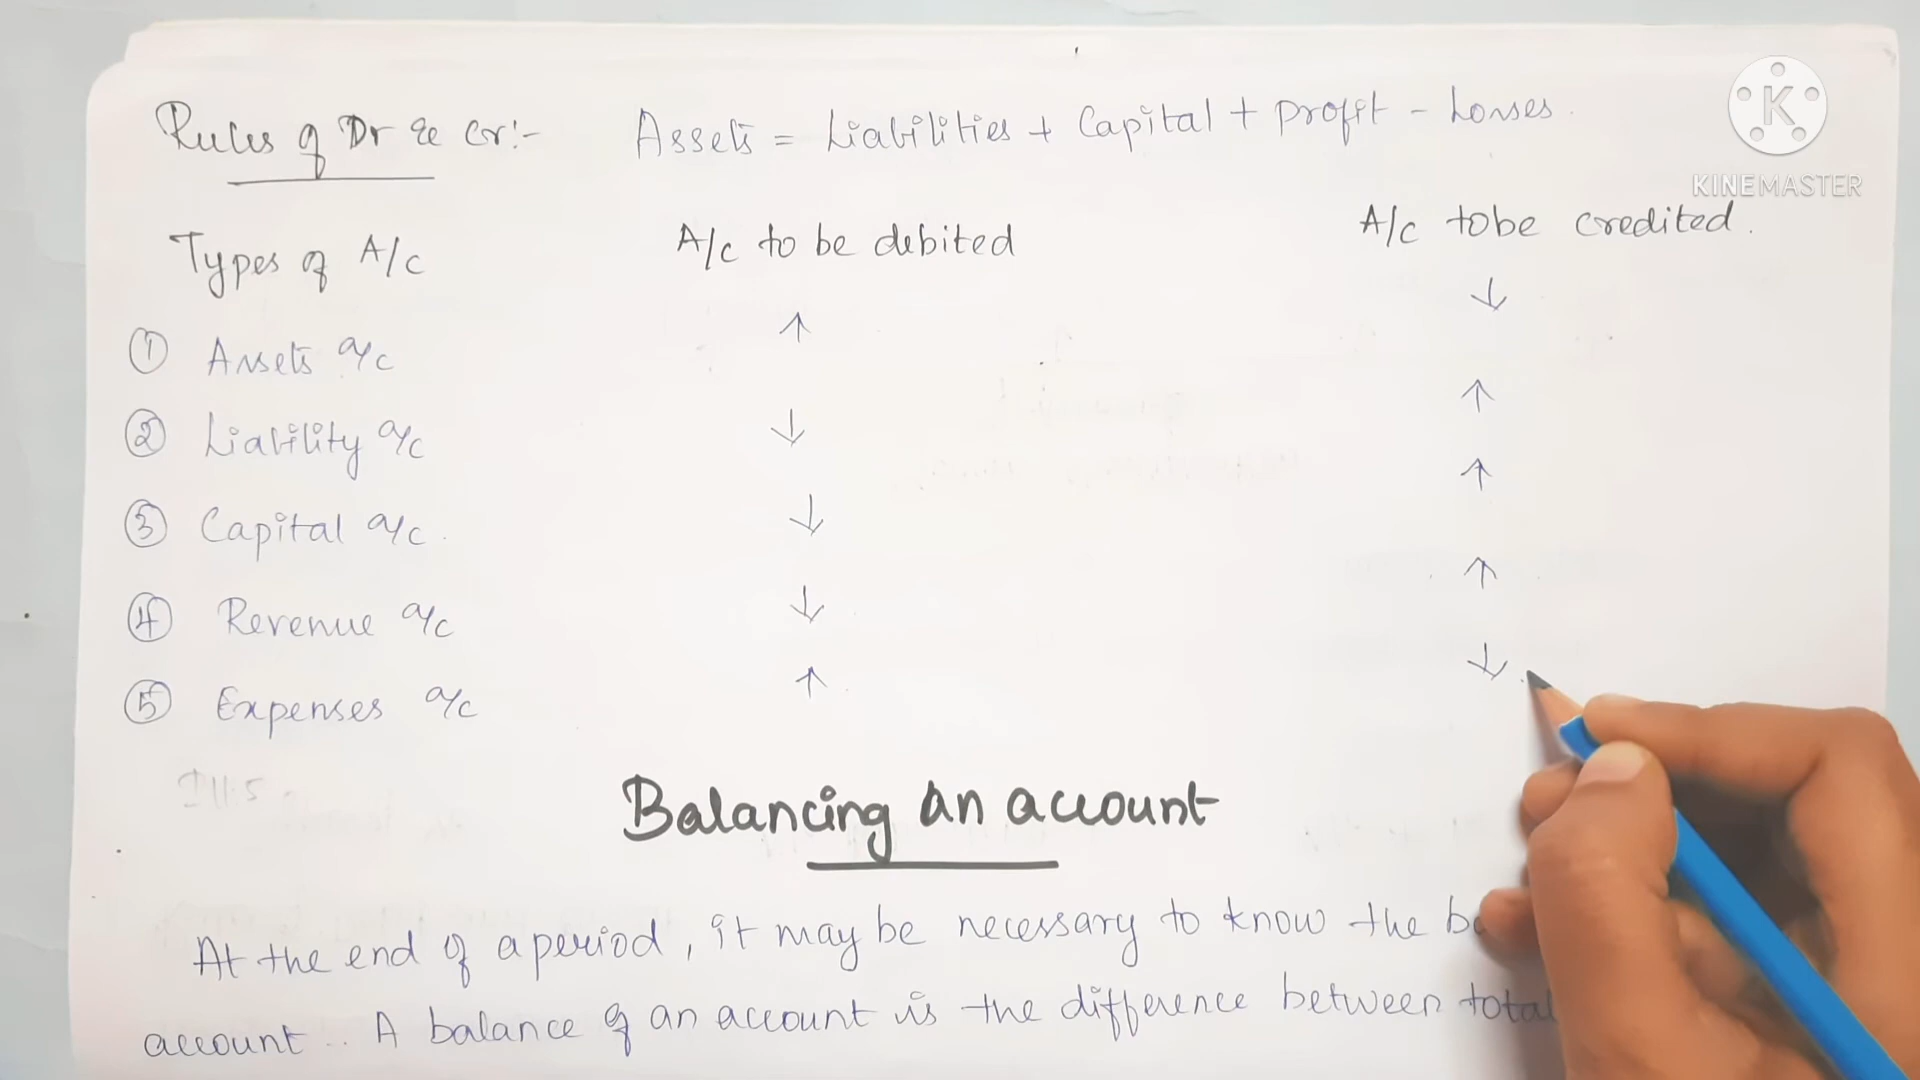 Rules of Dr & Cr:- Assets = Liabilities + Capital + Profit - Losses.
K
KINEMASTER
Types of A/c A/c to be debited A/c tobe credited.
① Assets a/c ↑ ↓
② Liability a/c ↓ ↑
③ Capital a/c. ↓ ↑
④ Revenue a/c ↓ ↑
⑤ Expenses a/c ↑ ↓
Balancing an account
At the end of a period, it may be necessary to know the
account. A balance of an account is the difference between total